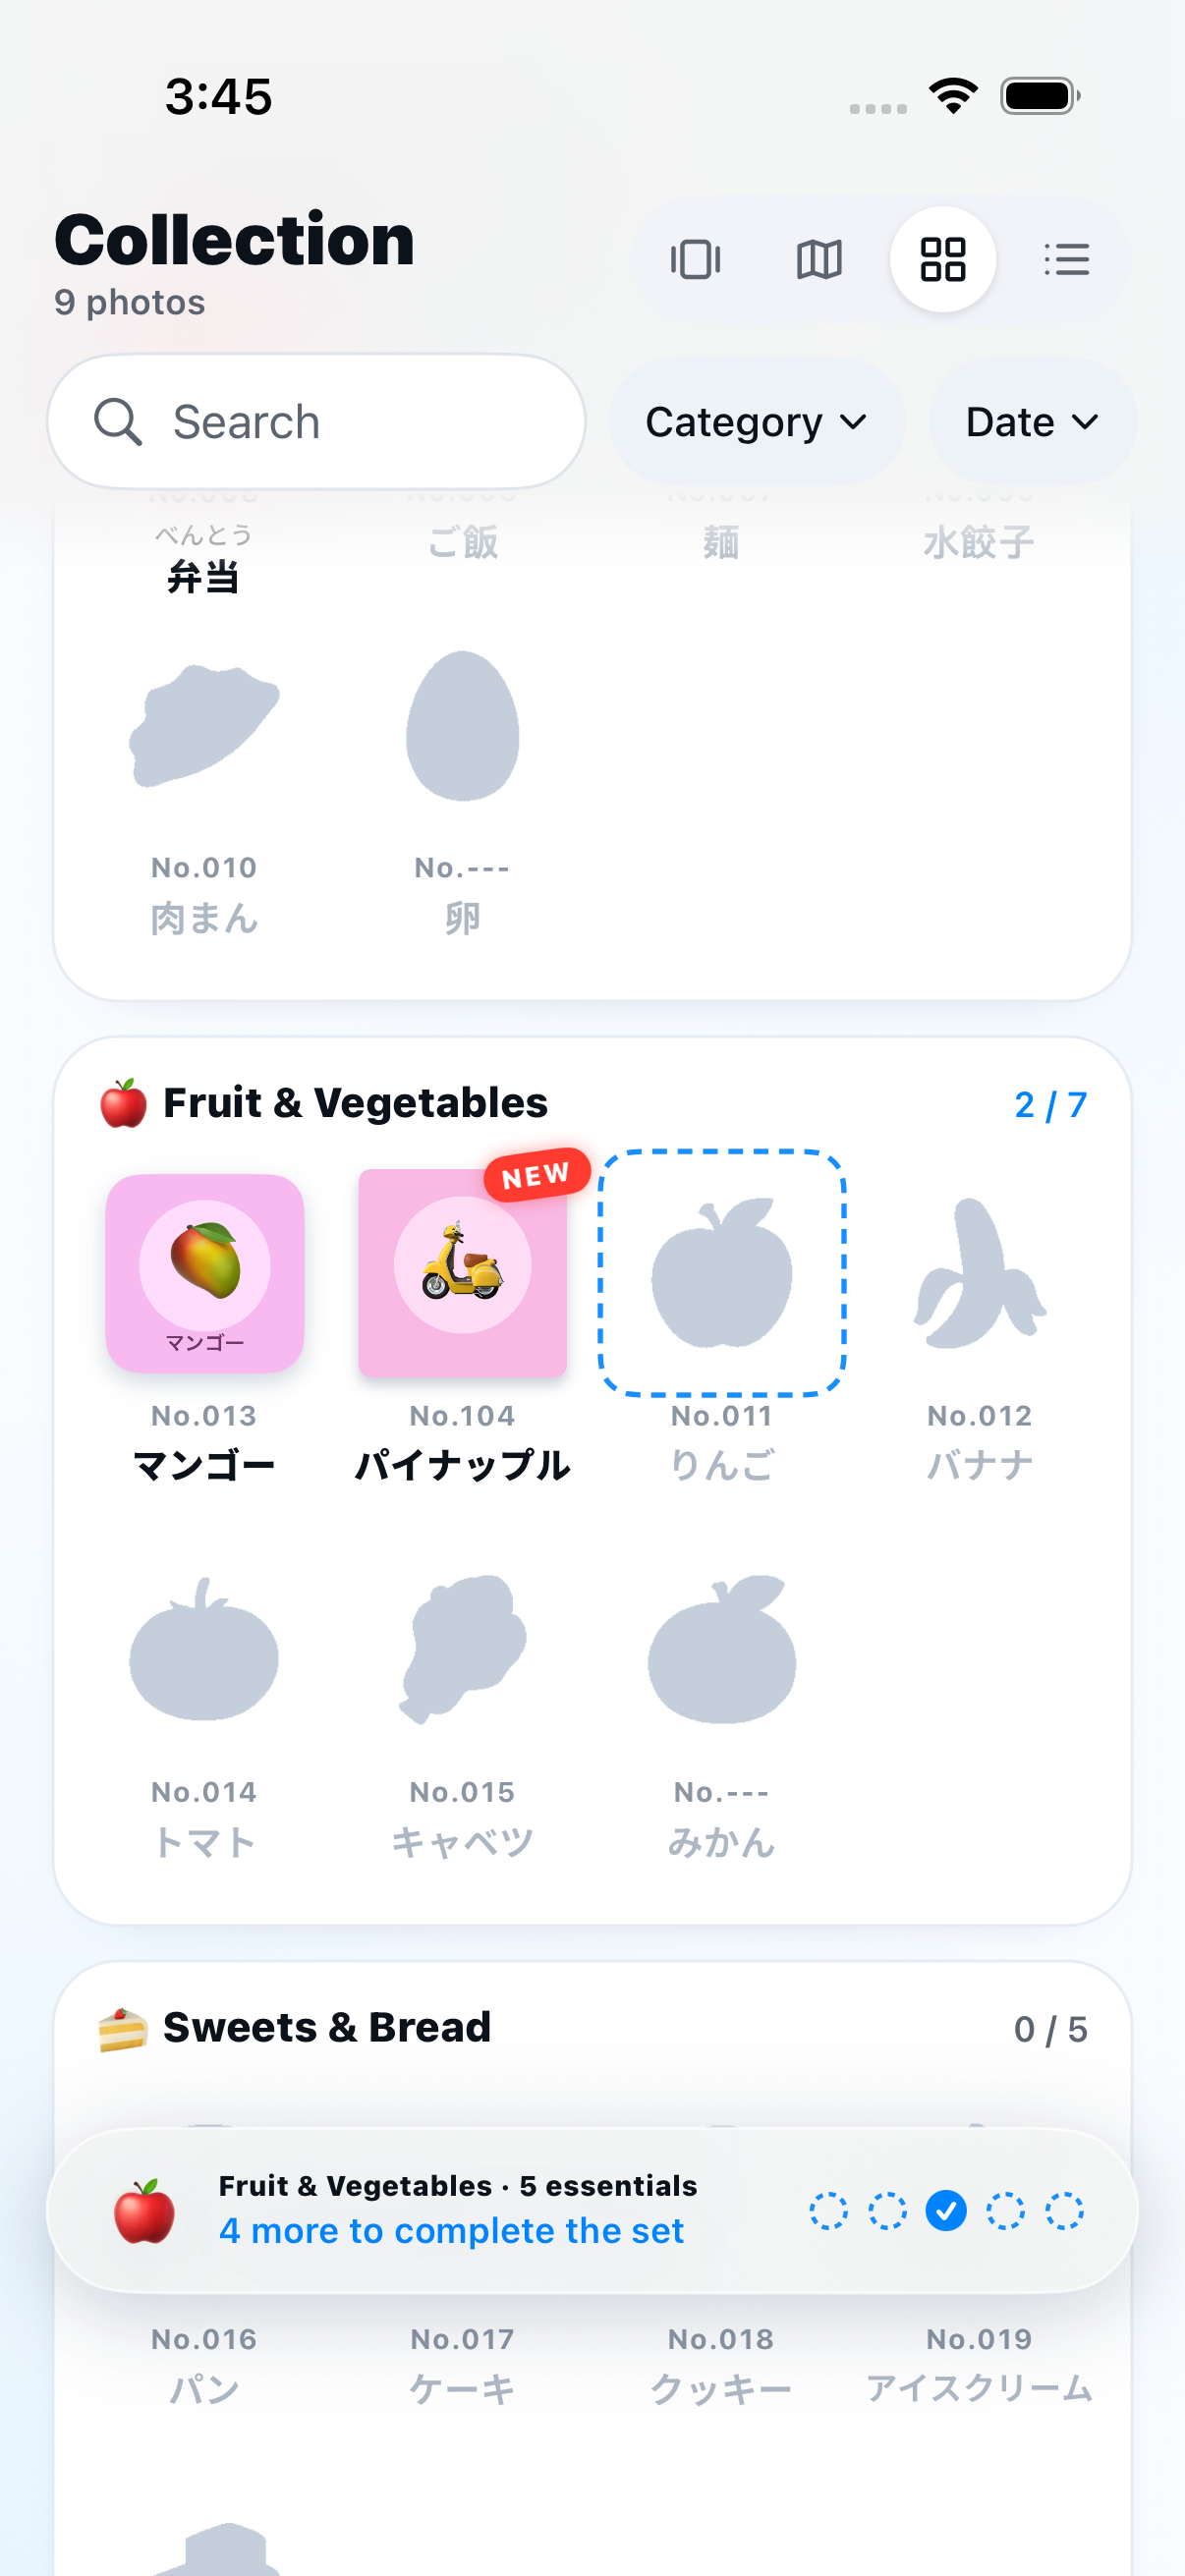 3:45
Collection
9 photos
Search
Category
Date
べんとう
弁当
ご飯
麺
水餃子
No.010
No.---
肉まん
卵
Fruit & Vegetables
2 / 7
NEW
マンゴー
No.013
No.104
No.011
No.012
マンゴー
パイナップル
りんご
バナナ
No.014
No.015
No.---
トマト
キャベツ
みかん
Sweets & Bread
0 / 5
Fruit & Vegetables · 5 essentials
4 more to complete the set
No.016
No.017
No.018
No.019
パン
ケーキ
クッキー
アイスクリーム